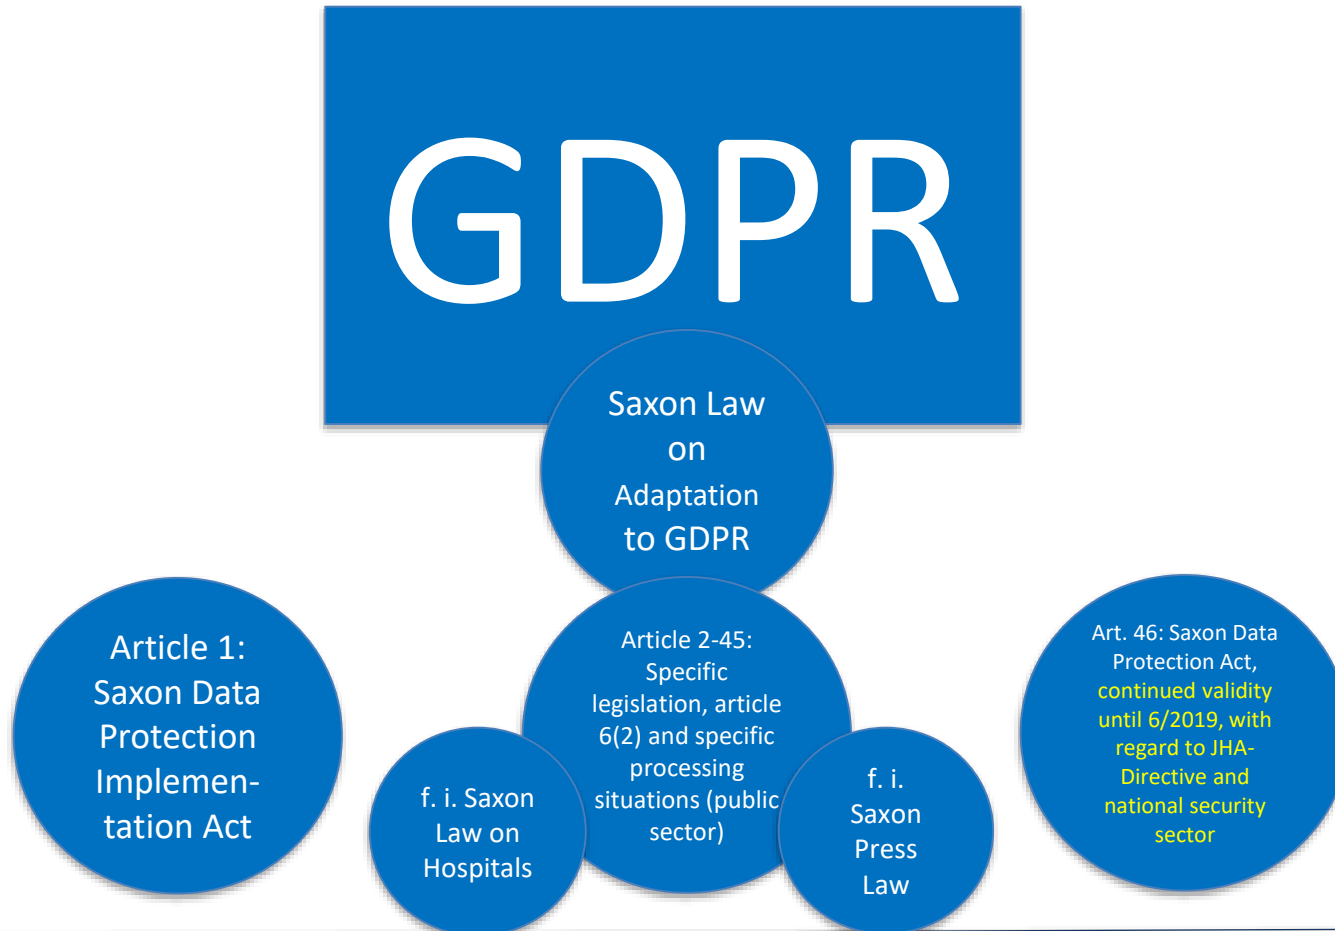 GDPR
Saxon Law
on
Adaptation
to GDPR
Article 1:
Saxon Data
Protection
Implemen-
tation Act
Article 2-45:
Specific
legislation, article
6(2) and specific
processing
situations (public
sector)
f. i. Saxon
Law on
Hospitals
f. i.
Saxon
Press
Law
Art. 46: Saxon Data
Protection Act,
continued validity
until 6/2019, with
regard to JHA-
Directive and
national security
sector